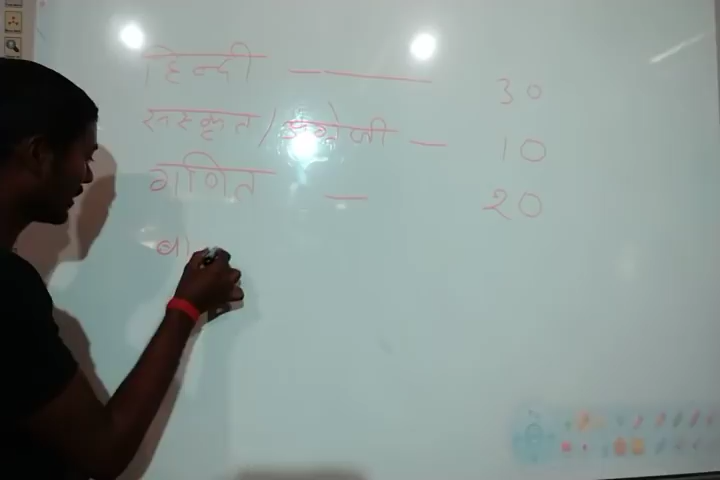 हिन्दी — 30
संस्कृत / अंग्रेजी — 10
गणित — 20
बा